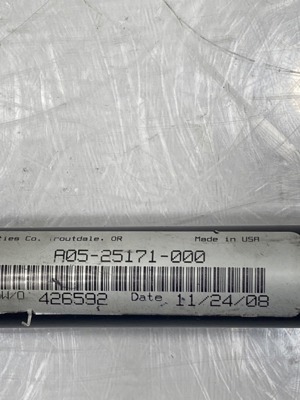 Co. Troutdale, OR Made in USA
A05-25171-000
W/O 426592 Date 11/24/08